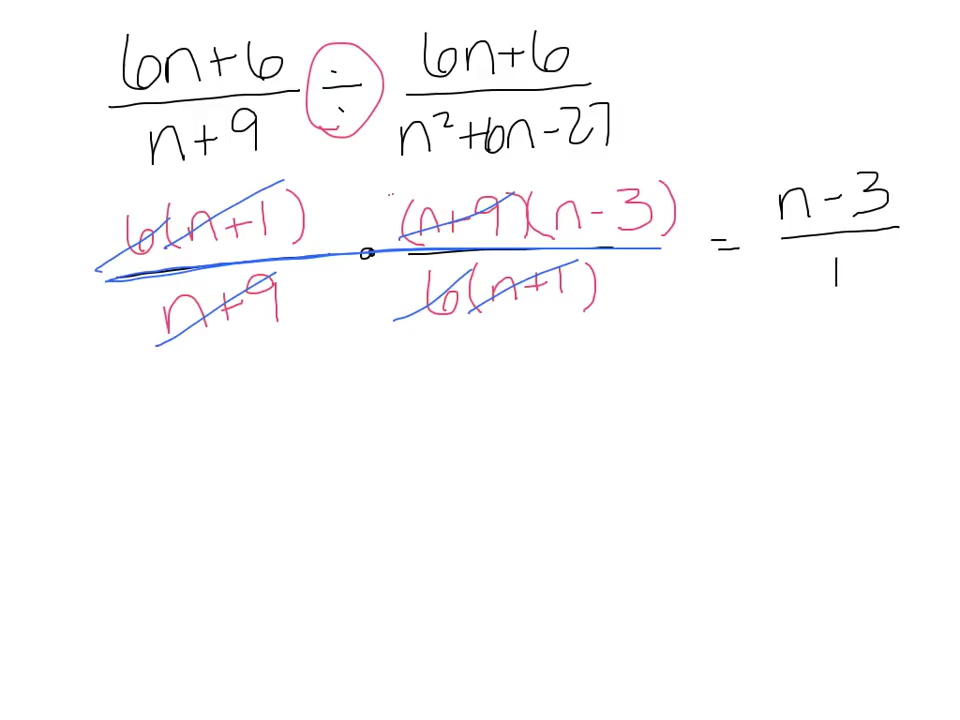 (6n+6)/(n+9) ÷ (6n+6)/(n²+6n-27)
(6(n+1))/(n+9) · ((n+9)(n-3))/(6(n+1)) = (n-3)/1